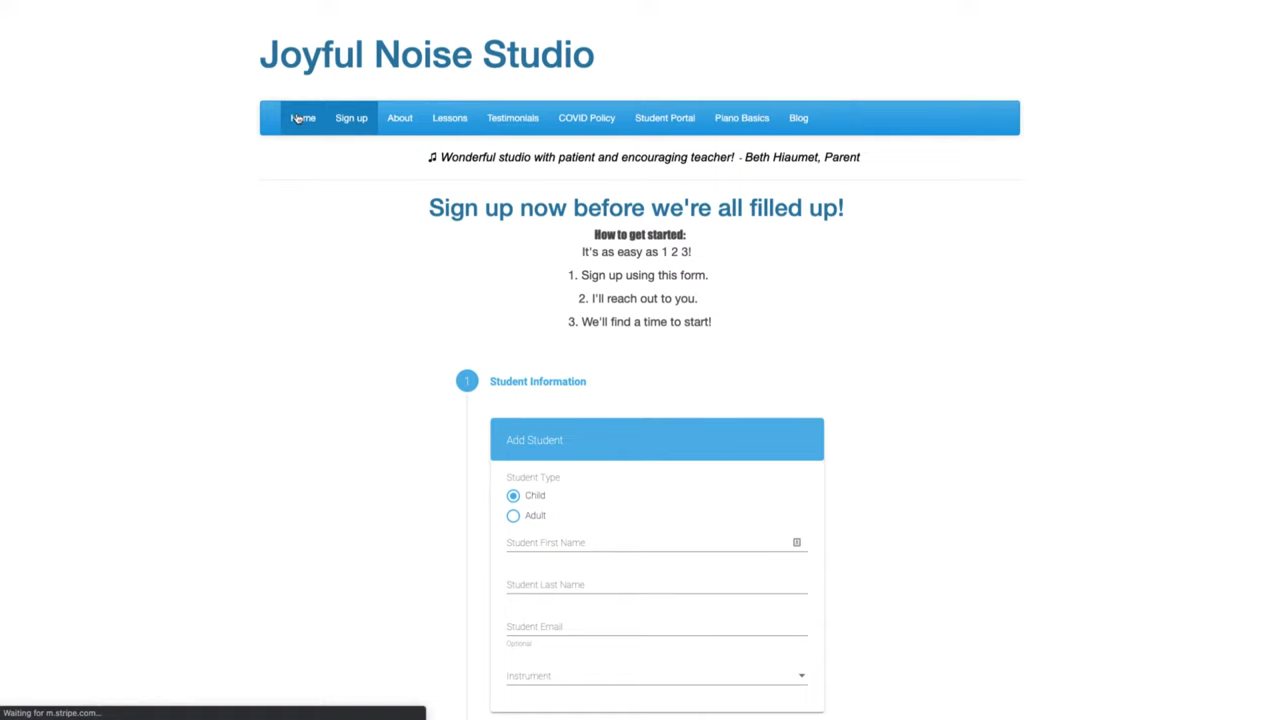 Joyful Noise Studio
Home Sign up About Lessons Testimonials COVID Policy Student Portal Piano Basics Blog
♫ Wonderful studio with patient and encouraging teacher! - Beth Hiaumet, Parent
Sign up now before we're all filled up!
How to get started:
It's as easy as 1 2 3!
1. Sign up using this form.
2. I'll reach out to you.
3. We'll find a time to start!
1 Student Information
Add Student
Student Type
Child
Adult
Student First Name
Student Last Name
Student Email
Optional
Instrument
Waiting for m.stripe.com...